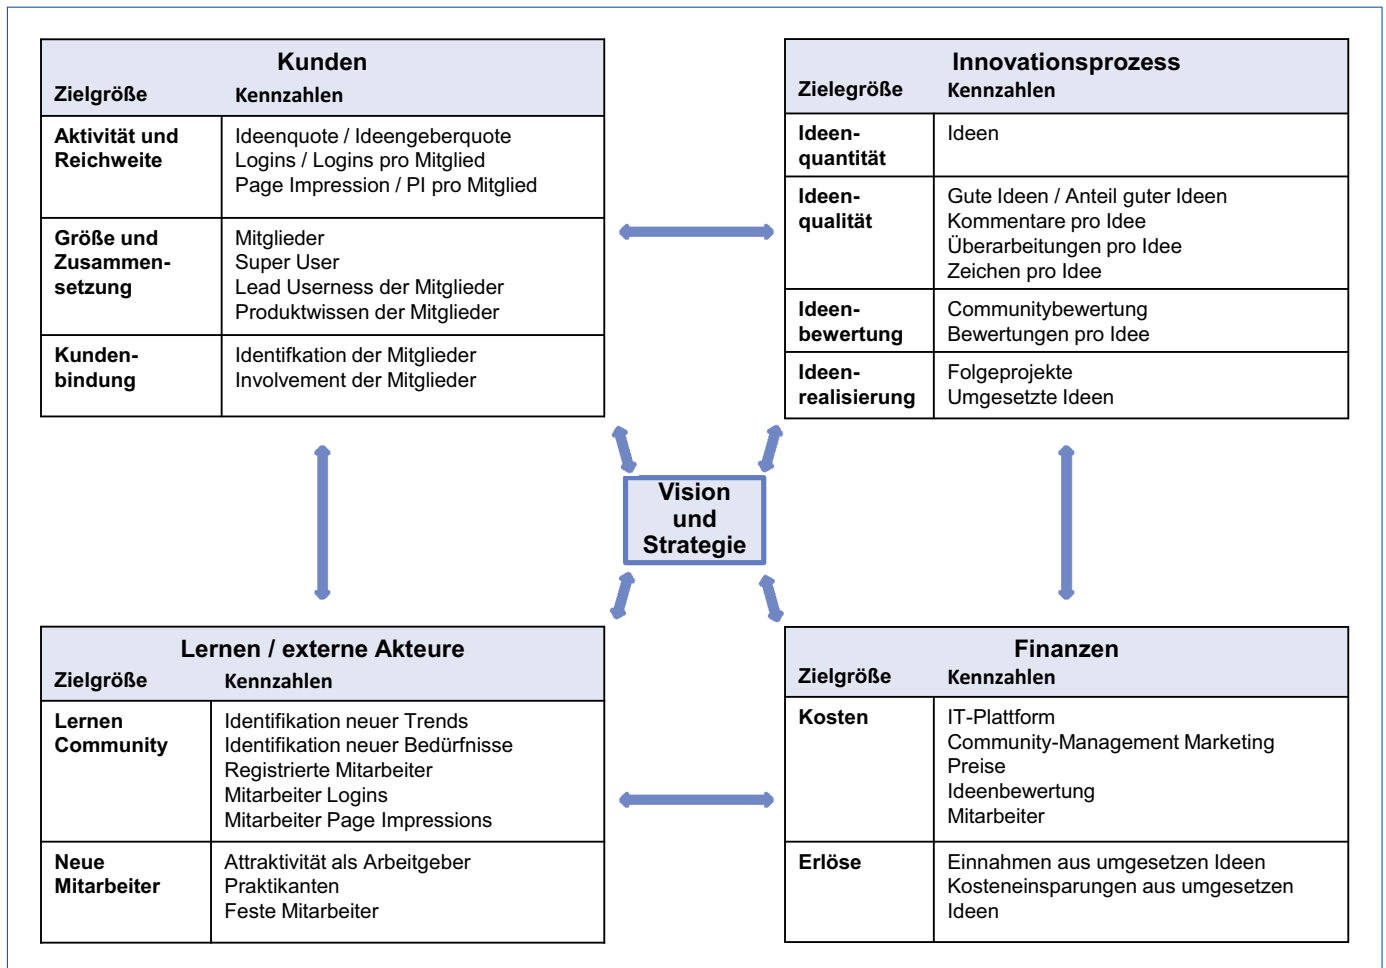 Kunden
Zielgröße Kennzahlen
Aktivität und
Reichweite
Ideenquote / Ideengeberquote
Logins / Logins pro Mitglied
Page Impression / PI pro Mitglied
Größe und
Zusammen-
setzung
Mitglieder
Super User
Lead Userness der Mitglieder
Produktwissen der Mitglieder
Kunden-
bindung
Identifkation der Mitglieder
Involvement der Mitglieder
Innovationsprozess
Zielegröße Kennzahlen
Ideen-
quantität
Ideen
Ideen-
qualität
Gute Ideen / Anteil guter Ideen
Kommentare pro Idee
Überarbeitungen pro Idee
Zeichen pro Idee
Ideen-
bewertung
Communitybewertung
Bewertungen pro Idee
Ideen-
realisierung
Folgeprojekte
Umgesetzte Ideen
Vision
und
Strategie
Lernen / externe Akteure
Zielgröße Kennzahlen
Lernen
Community
Identifikation neuer Trends
Identifikation neuer Bedürfnisse
Registrierte Mitarbeiter
Mitarbeiter Logins
Mitarbeiter Page Impressions
Neue
Mitarbeiter
Attraktivität als Arbeitgeber
Praktikanten
Feste Mitarbeiter
Finanzen
Zielgröße Kennzahlen
Kosten
IT-Plattform
Community-Management Marketing
Preise
Ideenbewertung
Mitarbeiter
Erlöse
Einnahmen aus umgesetzen Ideen
Kosteneinsparungen aus umgesetzen
Ideen